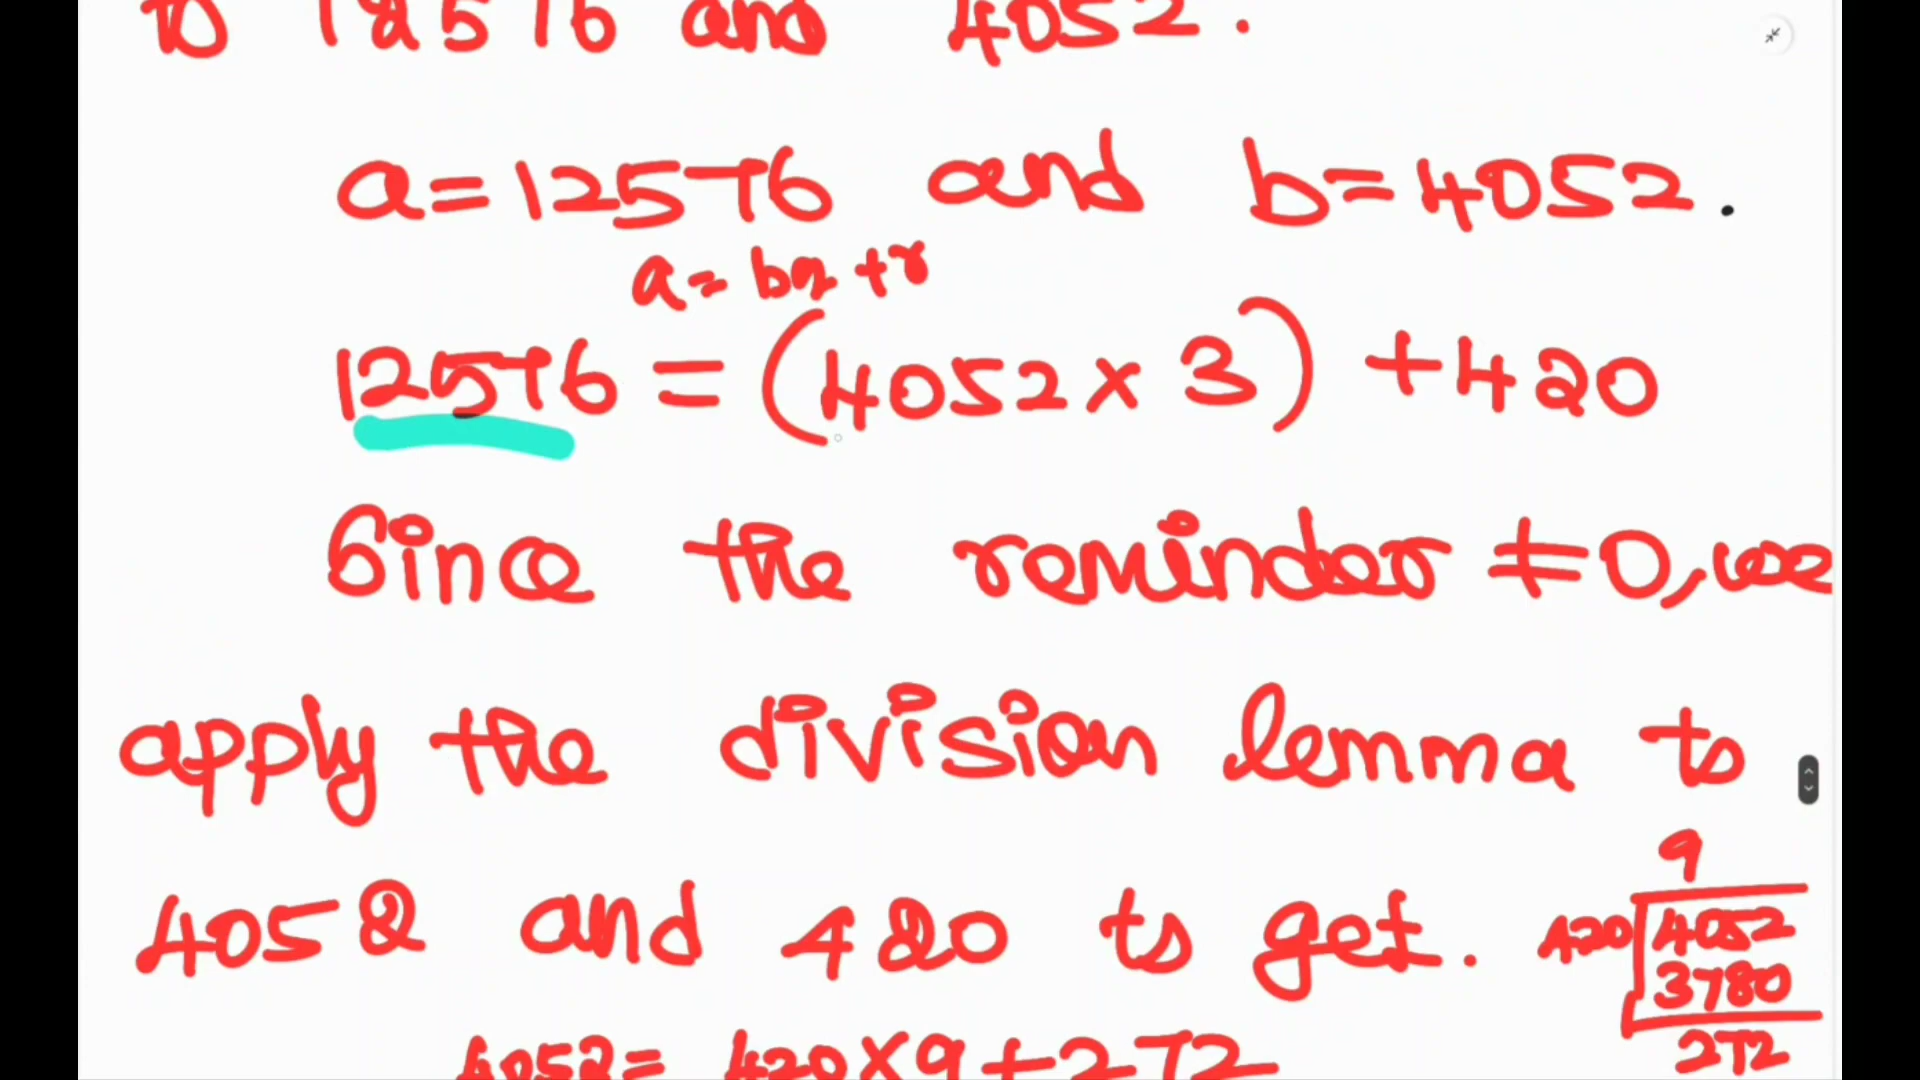 to 12576 and 4052.
a=12576 and b=4052.
a=bq+r
12576=(4052×3)+420
Since the reminder ≠0, we
apply the division lemma to
4052 and 420 to get.
9
420 4052
3780
272
4052=420×9+272